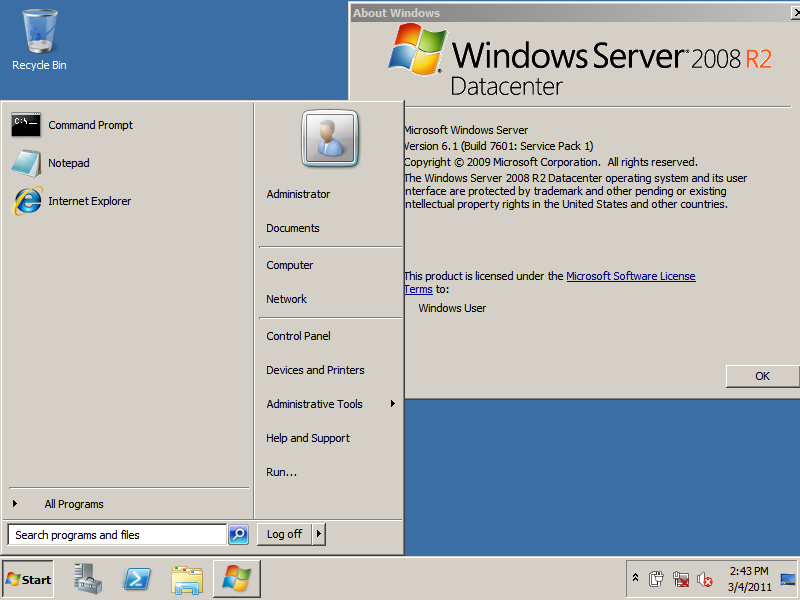 Recycle Bin
About Windows
Windows Server 2008 R2
Datacenter
Microsoft Windows Server
Version 6.1 (Build 7601: Service Pack 1)
Copyright © 2009 Microsoft Corporation. All rights reserved.
The Windows Server 2008 R2 Datacenter operating system and its user
interface are protected by trademark and other pending or existing
intellectual property rights in the United States and other countries.
This product is licensed under the Microsoft Software License
Terms to:
Windows User
OK
Command Prompt
Notepad
Internet Explorer
All Programs
Search programs and files
Administrator
Documents
Computer
Network
Control Panel
Devices and Printers
Administrative Tools
Help and Support
Run...
Log off
Start
2:43 PM
3/4/2011